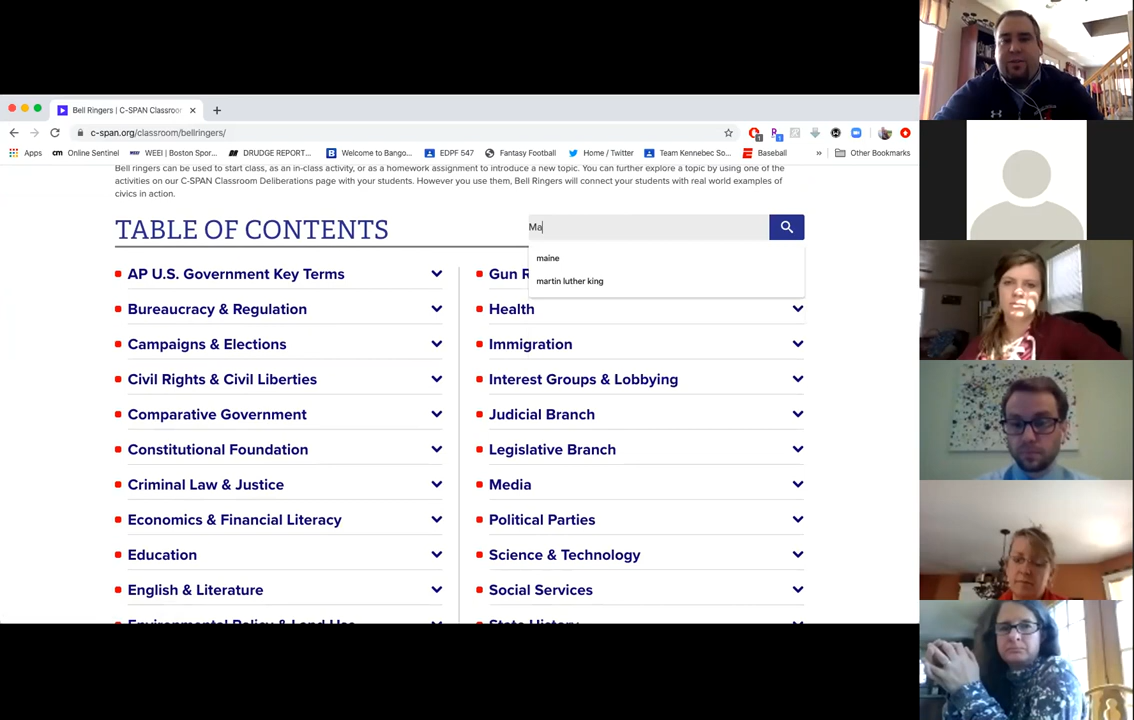 Bell Ringers | C-SPAN Classroom
c-span.org/classroom/bellringers/
Apps
cm Online Sentinel
WEEI | Boston Spor...
DRUDGE REPORT...
B Welcome to Bango...
EDPF 547
Fantasy Football
Home / Twitter
Team Kennebec So...
Baseball
»
Other Bookmarks
Bell ringers can be used to start class, as an in-class activity, or as a homework assignment to introduce a new topic. You can further explore a topic by using one of the
activities on our C-SPAN Classroom Deliberations page with your students. However you use them, Bell Ringers will connect your students with real world examples of
civics in action.
TABLE OF CONTENTS
Ma
maine
martin luther king
AP U.S. Government Key Terms
Bureaucracy & Regulation
Campaigns & Elections
Civil Rights & Civil Liberties
Comparative Government
Constitutional Foundation
Criminal Law & Justice
Economics & Financial Literacy
Education
English & Literature
Environmental Policy & Land Use
Gun R
Health
Immigration
Interest Groups & Lobbying
Judicial Branch
Legislative Branch
Media
Political Parties
Science & Technology
Social Services
State History